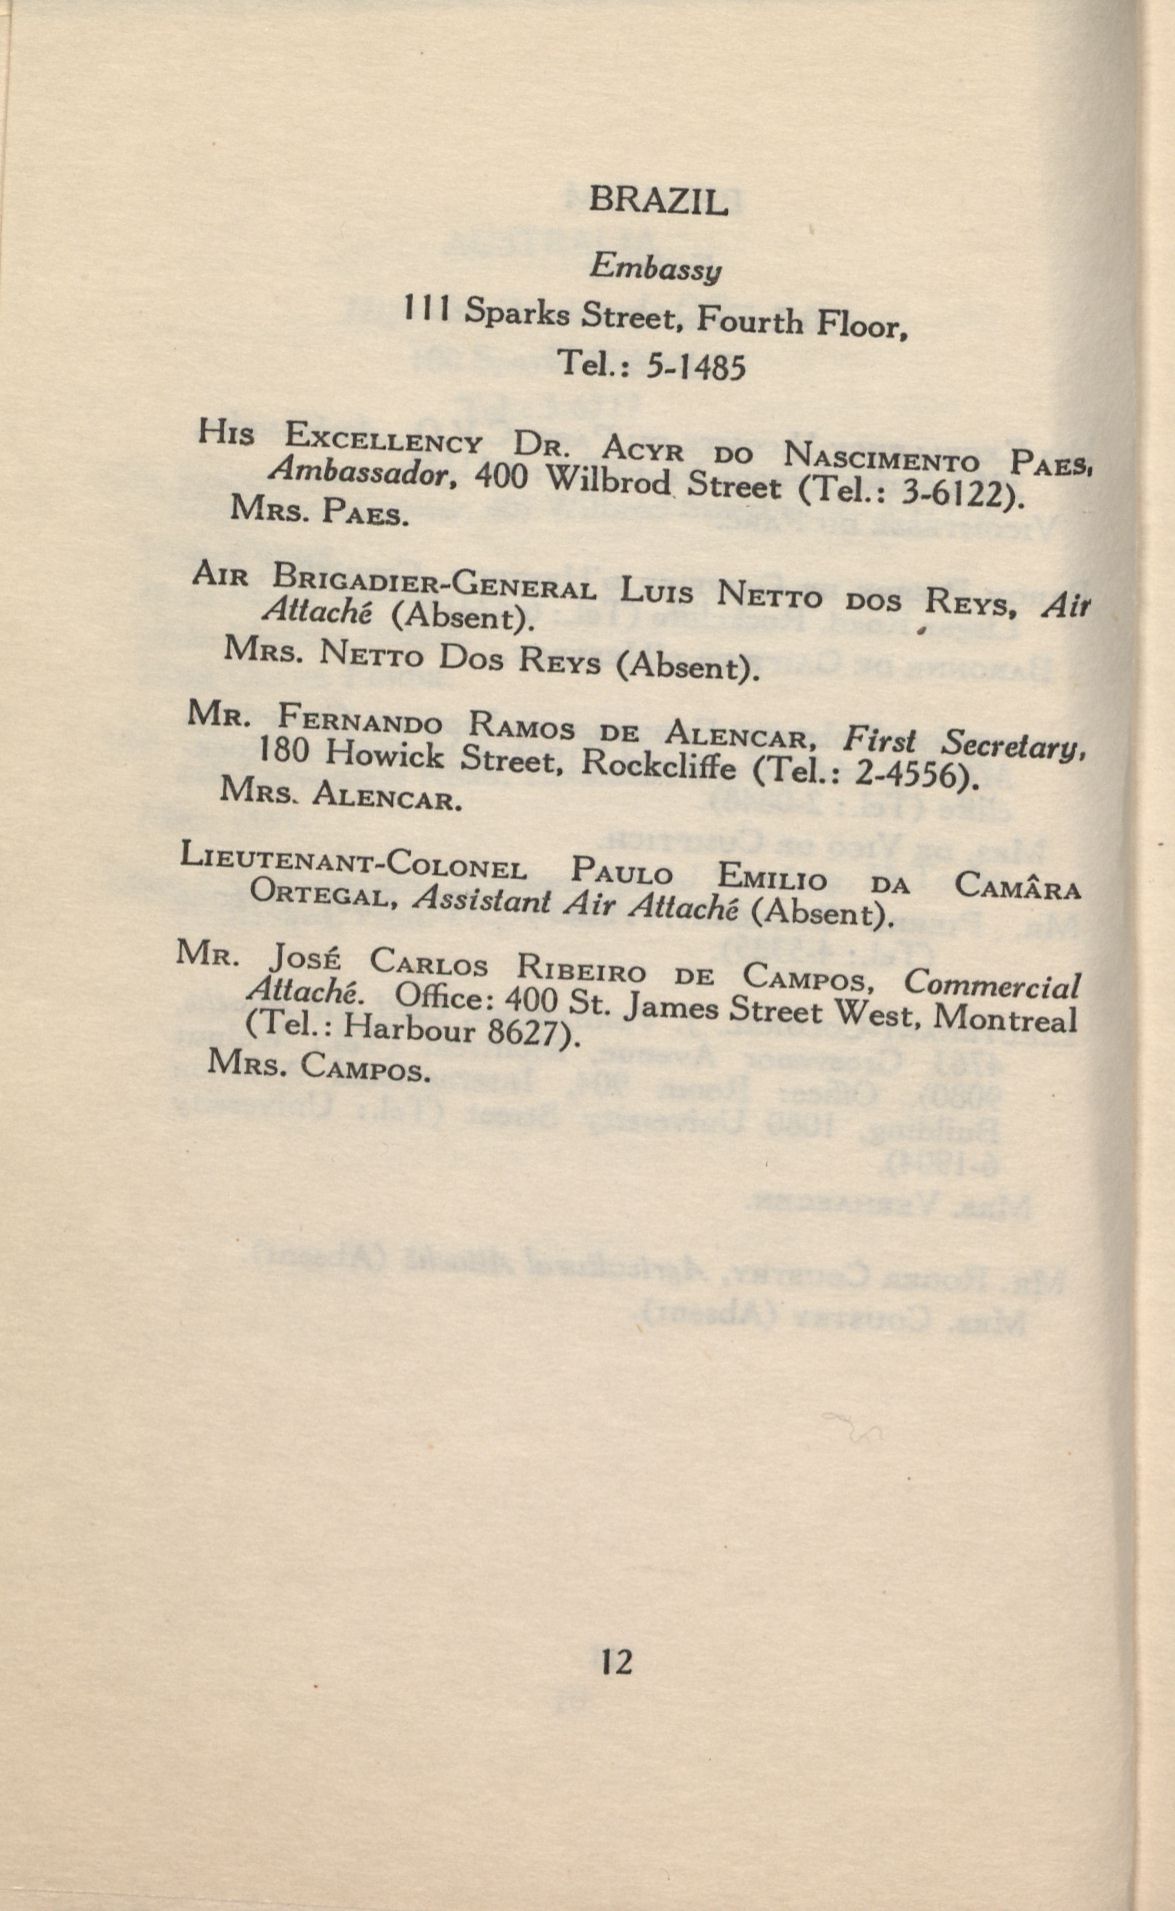 BRAZIL
Embassy
111 Sparks Street, Fourth Floor,
Tel.: 5-1485
His Excellency Dr. Acyr do Nascimento Paes,
Ambassador, 400 Wilbrod Street (Tel.: 3-6122).
Mrs. Paes.
Air Brigadier-General Luis Netto dos Reys, Air
Attaché (Absent).
Mrs. Netto Dos Reys (Absent).
Mr. Fernando Ramos de Alencar, First Secretary,
180 Howick Street, Rockcliffe (Tel.: 2-4556).
Mrs. Alencar.
Lieutenant-Colonel Paulo Emilio da Camâra
Ortegal, Assistant Air Attaché (Absent).
Mr. José Carlos Ribeiro de Campos, Commercial
Attaché. Office: 400 St. James Street West, Montreal
(Tel.: Harbour 8627).
Mrs. Campos.
12